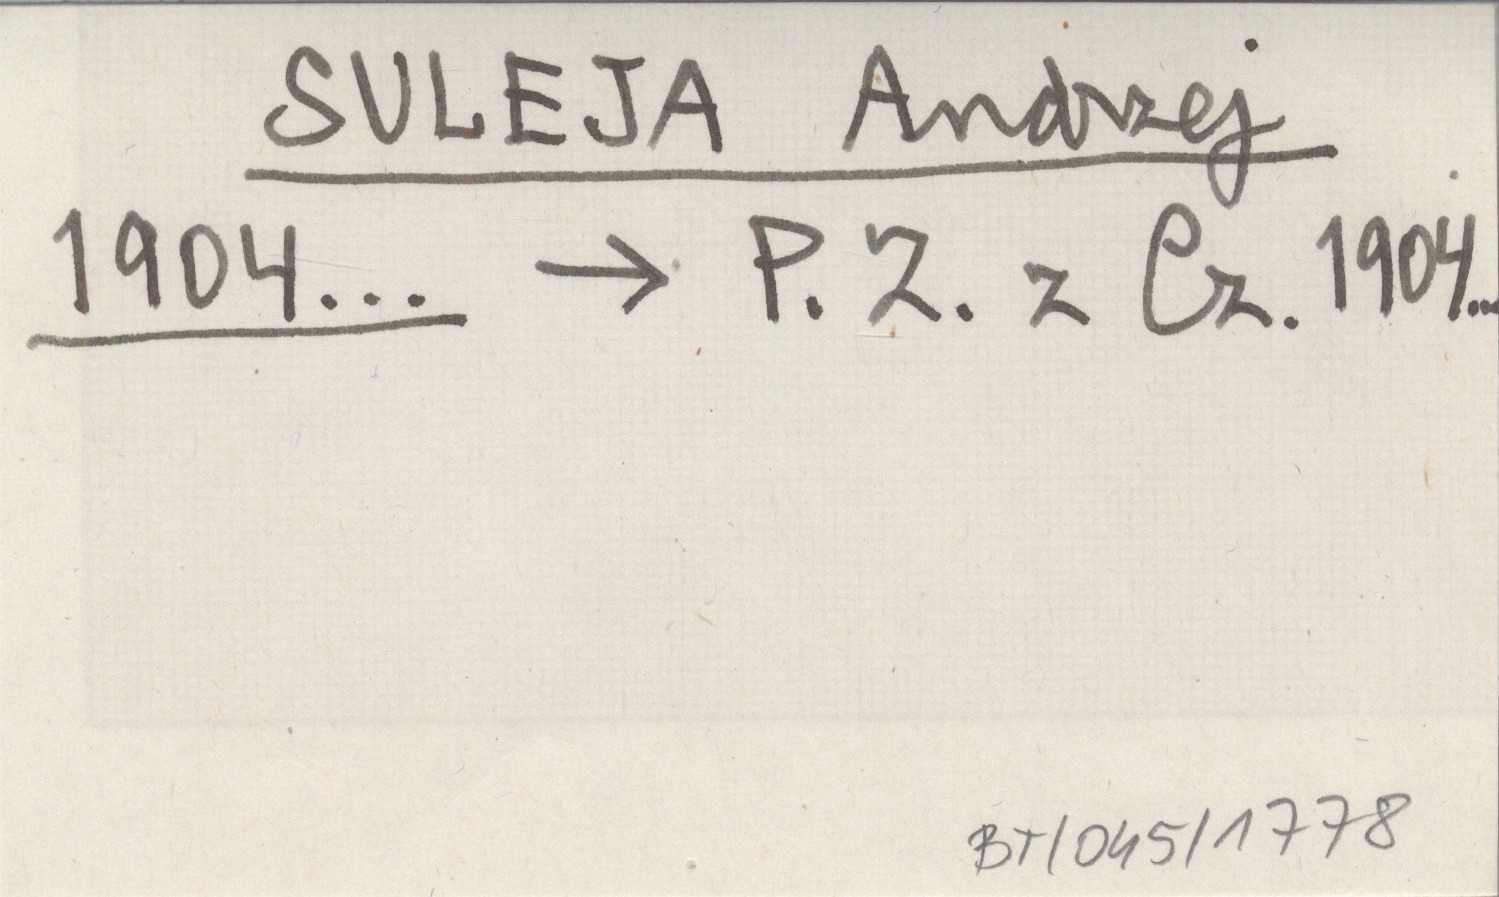 SULEJA Andrzej
1904... → P. Z. z Cz. 1904...
BT/045/1778